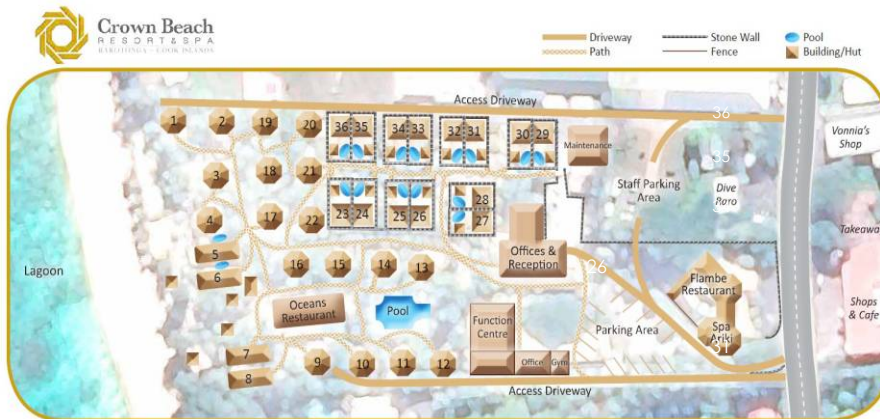 Crown Beach
RESORT & SPA
RAROTONGA - COOK ISLANDS
Driveway
Path
Stone Wall
Fence
Pool
Building/Hut
Access Driveway
36
1
2
19
20
36 35
34 33
32 31
30 29
Maintenance
Vonnia's
Shop
35
3
18
21
Staff Parking
Area
Dive
Raro
4
17
22
23 24
25 26
28
27
Takeaway
Lagoon
5
6
16
15
14
13
Offices &
Reception
26
Flambe
Restaurant
Oceans
Restaurant
Pool
Function
Centre
Parking Area
Spa
Ariki
31
Shops
& Cafe
7
8
9
10
11
12
Office
Gym
Access Driveway